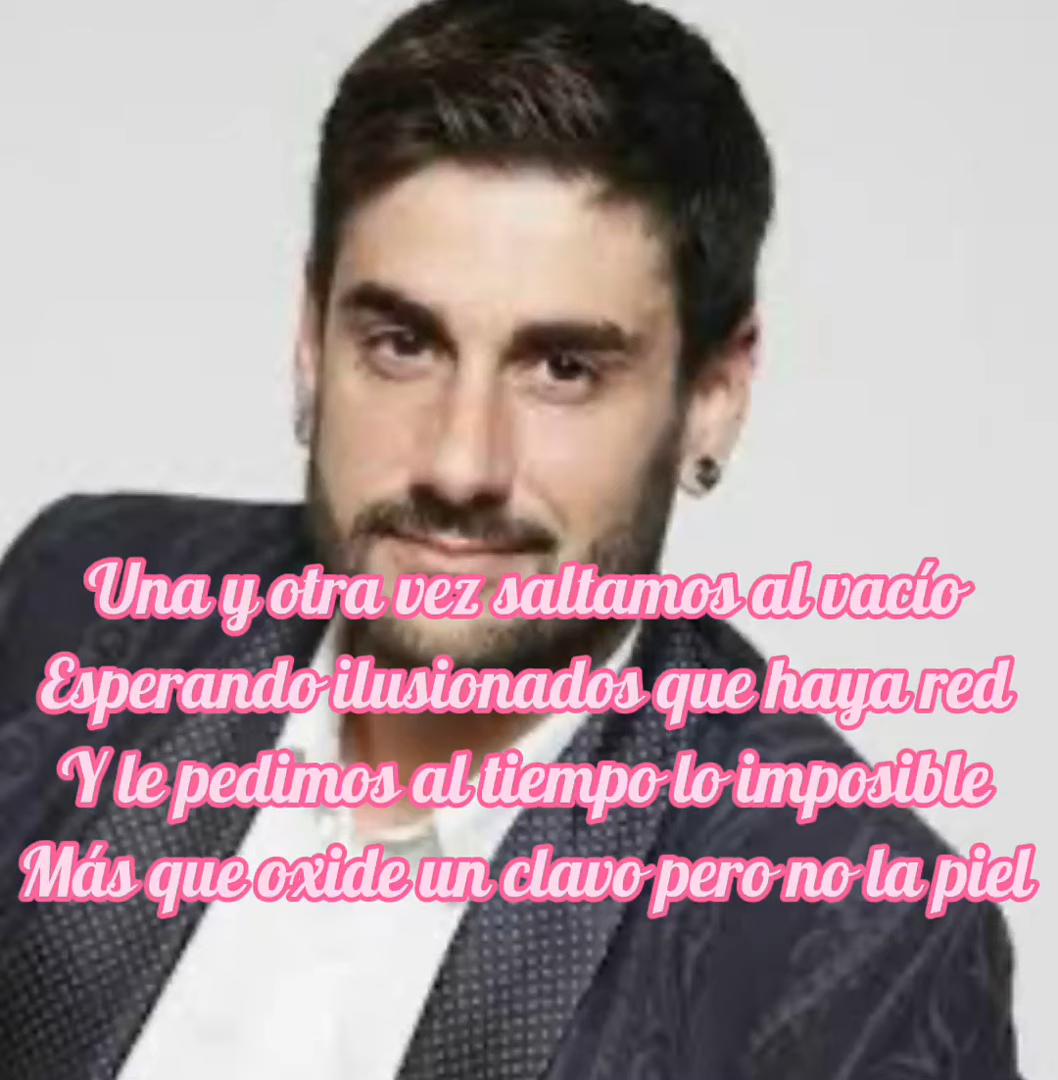 Una y otra vez saltamos al vacío
Esperando ilusionados que haya red
Y le pedimos al tiempo lo imposible
Más que oxide un clavo pero no la piel